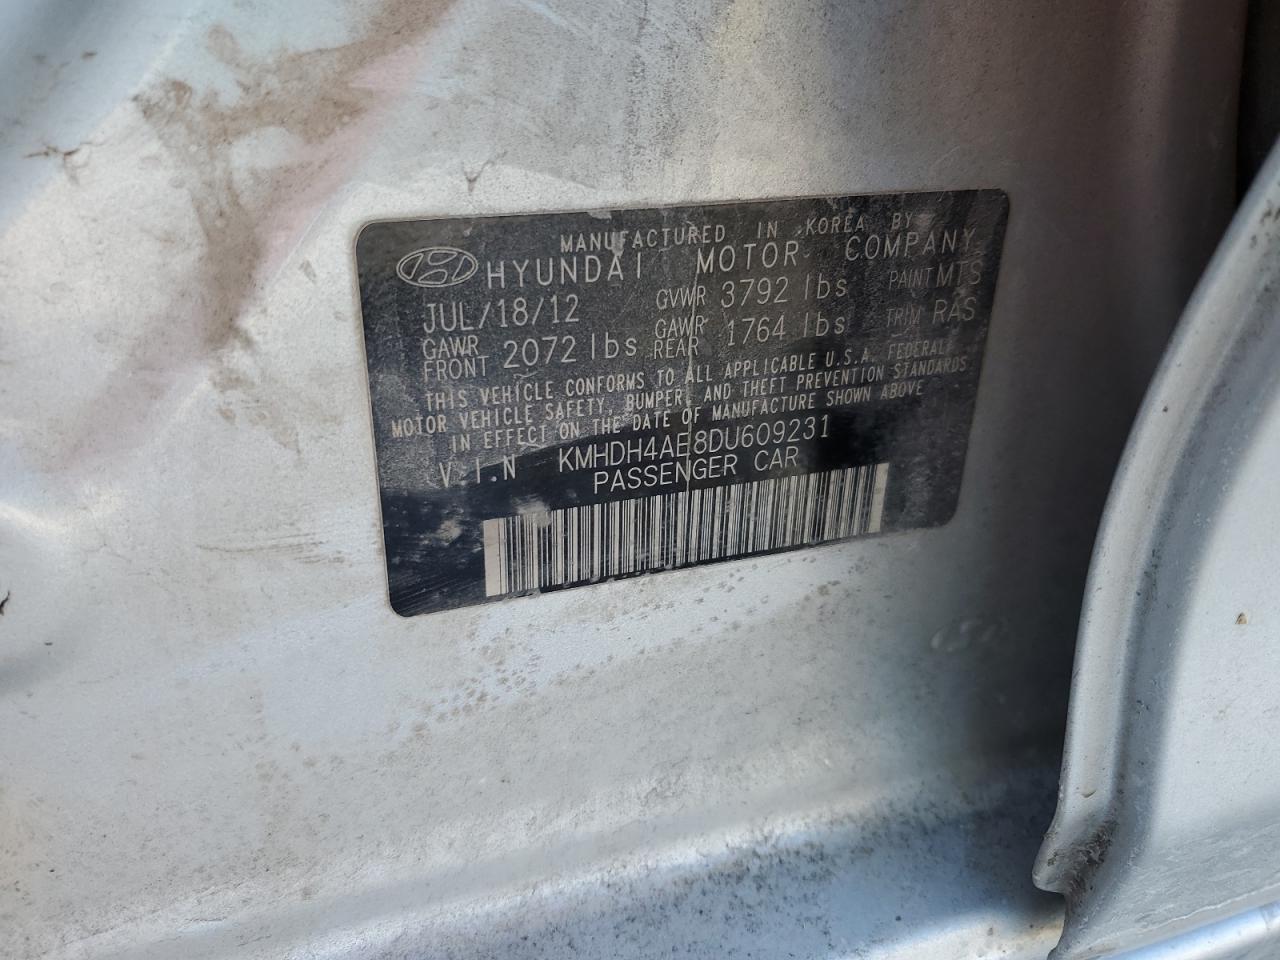 MANUFACTURED IN KOREA BY
HYUNDAI MOTOR COMPANY
JUL/18/12 GVWR 3792 lbs PAINT MTS
GAWR FRONT 2072 lbs GAWR REAR 1764 lbs TRIM RAS
THIS VEHICLE CONFORMS TO ALL APPLICABLE U.S.A. FEDERAL
MOTOR VEHICLE SAFETY, BUMPER, AND THEFT PREVENTION STANDARDS
IN EFFECT ON THE DATE OF MANUFACTURE SHOWN ABOVE
V.I.N KMHDH4AE8DU609231
PASSENGER CAR